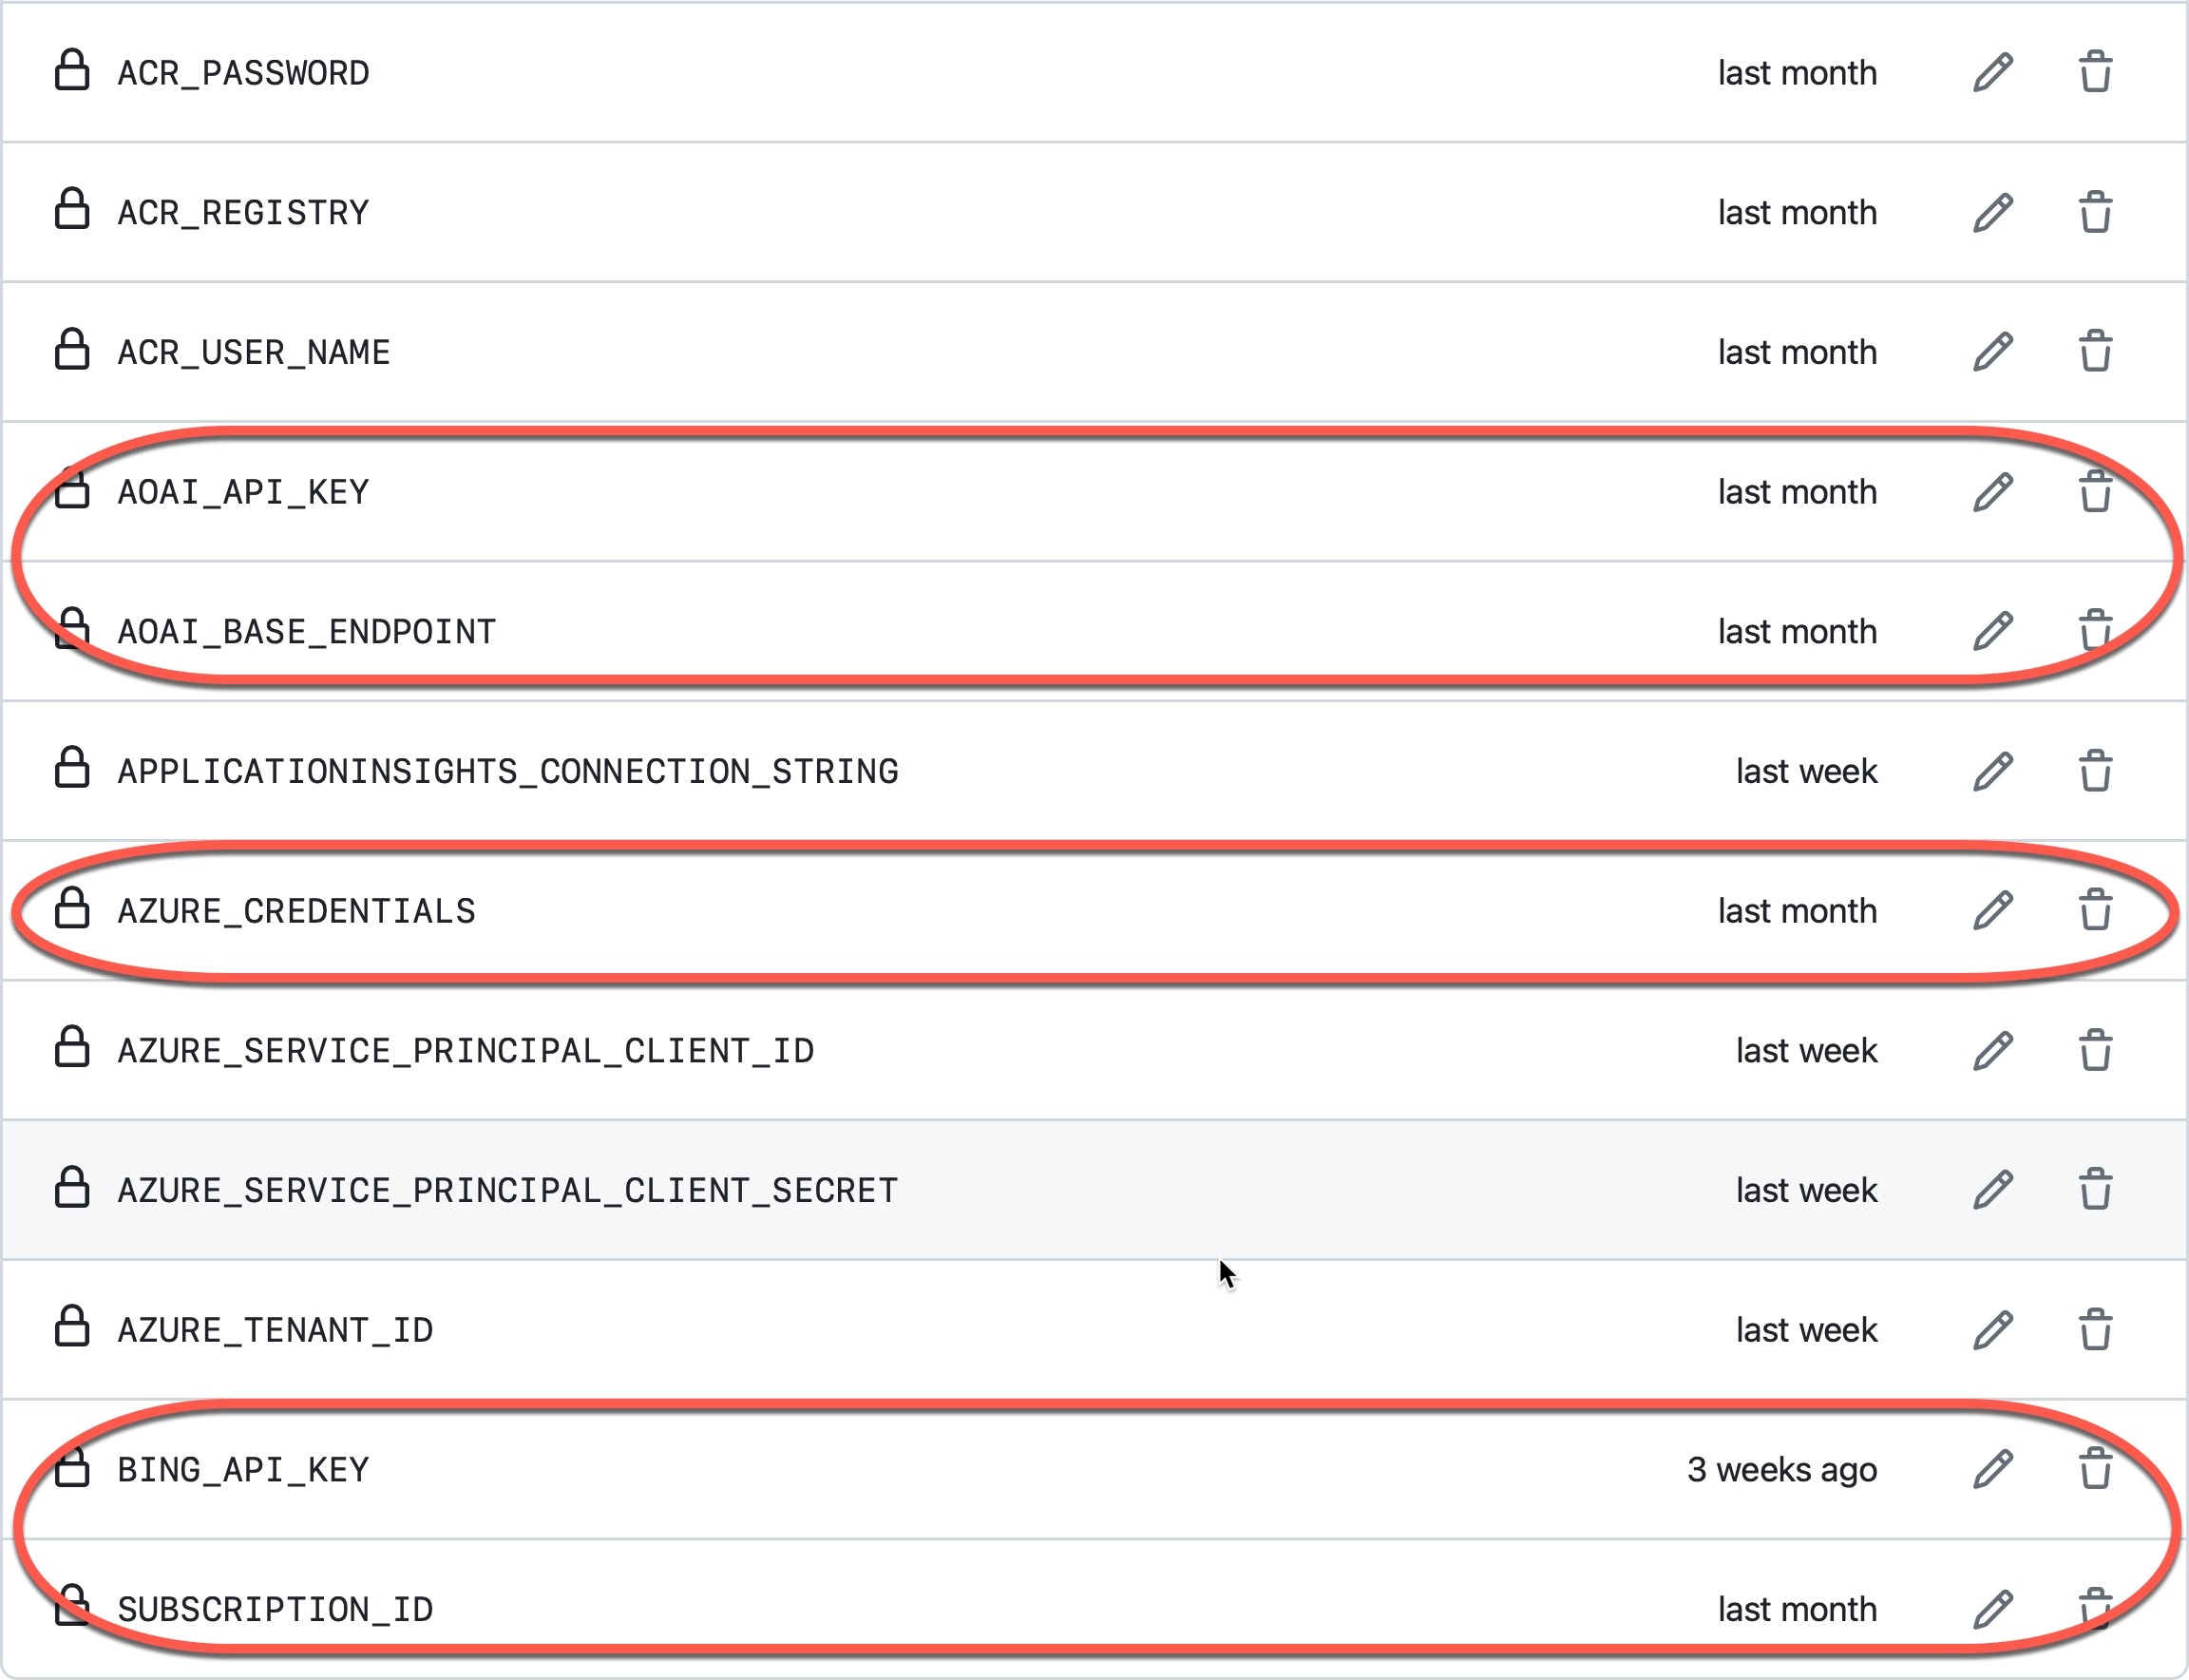 ACR_PASSWORD last month
ACR_REGISTRY last month
ACR_USER_NAME last month
AOAI_API_KEY last month
AOAI_BASE_ENDPOINT last month
APPLICATIONINSIGHTS_CONNECTION_STRING last week
AZURE_CREDENTIALS last month
AZURE_SERVICE_PRINCIPAL_CLIENT_ID last week
AZURE_SERVICE_PRINCIPAL_CLIENT_SECRET last week
AZURE_TENANT_ID last week
BING_API_KEY 3 weeks ago
SUBSCRIPTION_ID last month